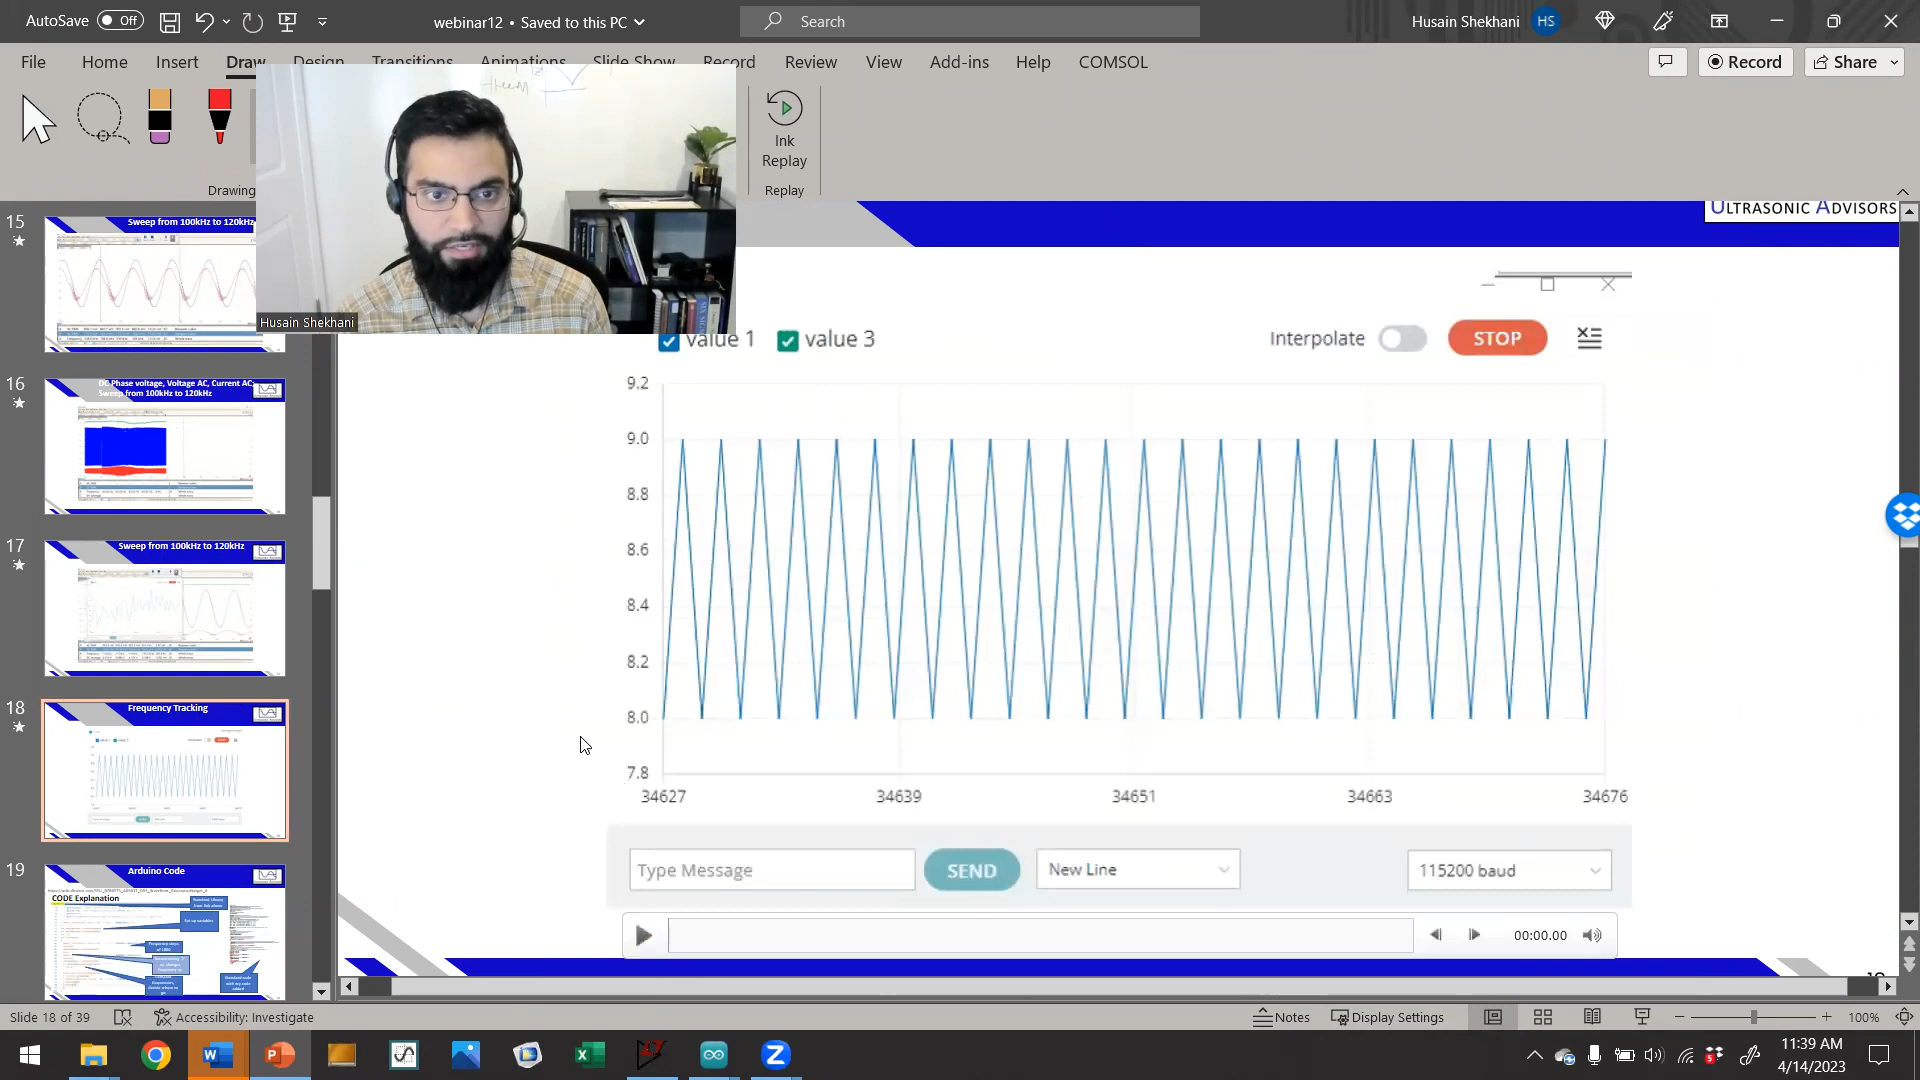 AutoSave Off
webinar12 • Saved to this PC
Search
Husain Shekhani HS
File Home Insert Draw Design Transitions Animations Slide Show Record Review View Add-ins Help COMSOL
Record
Share
Ink
Replay
Drawing
Replay
Husain Shekhani
15
Sweep from 100kHz to 120kHz
16
DC Phase voltage, Voltage AC, Current AC,
Sweep from 100kHz to 120kHz
17
Sweep from 100kHz to 120kHz
18
Frequency Tracking
19
Arduino Code
CODE Explanation
ULTRASONIC ADVISORS
value 1 value 3
Interpolate
STOP
9.2
9.0
8.8
8.6
8.4
8.2
8.0
7.8
34627 34639 34651 34663 34676
Type Message
SEND
New Line
115200 baud
00:00.00
Slide 18 of 39
Accessibility: Investigate
Notes
Display Settings
100%
11:39 AM
4/14/2023